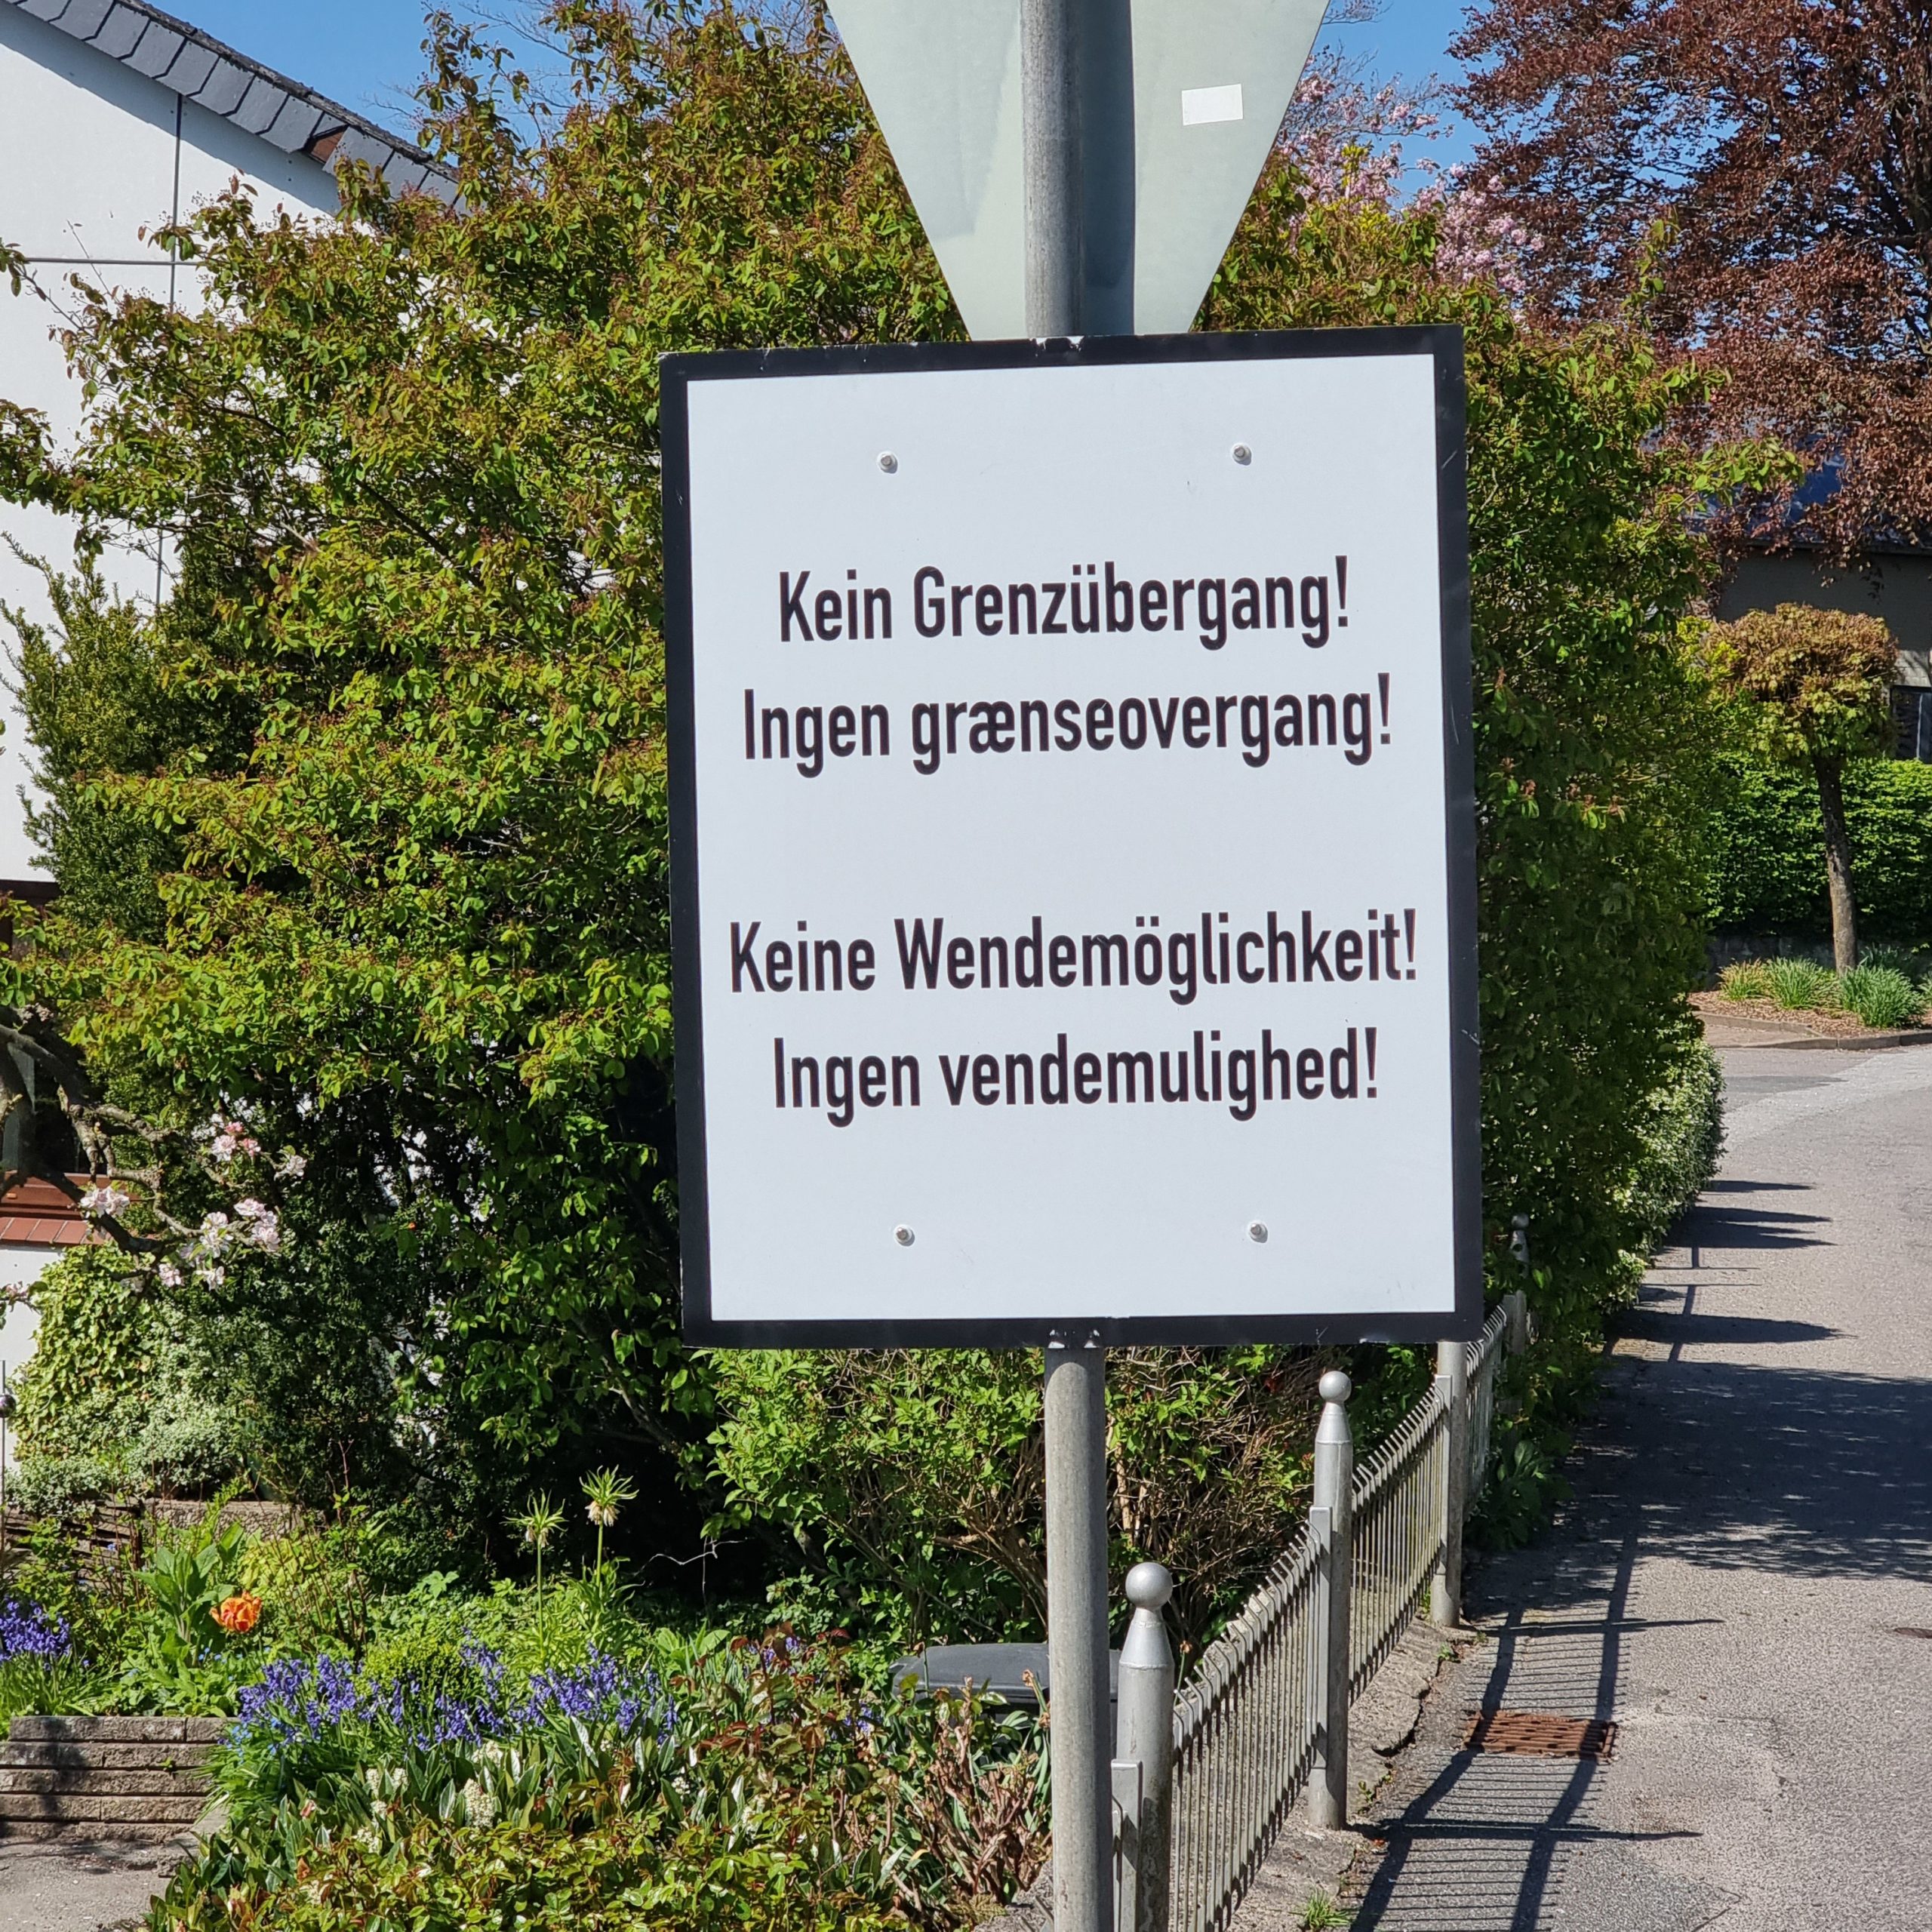 Kein Grenzübergang!
Ingen grænseovergang!
Keine Wendemöglichkeit!
Ingen vendemulighed!